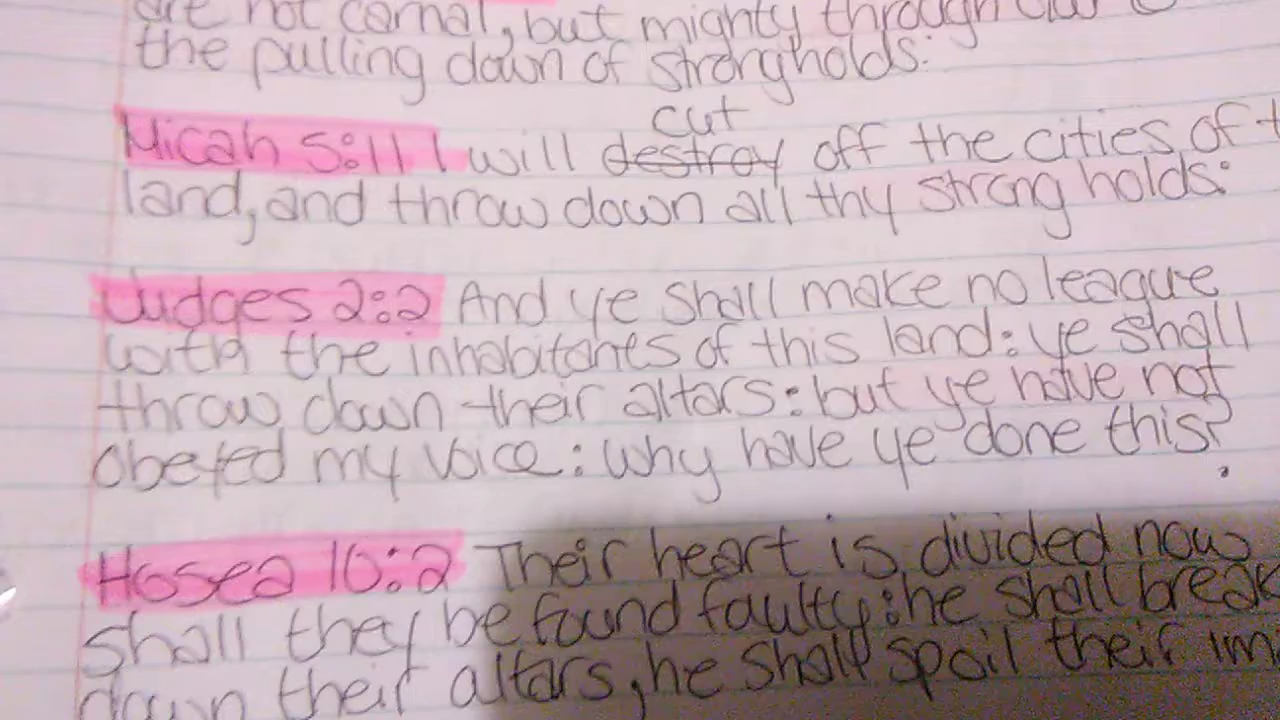 are not carnal, but mighty through
the pulling down of strongholds:
cut
Micah 5:11 I will destroy off the cities of
land, and throw down all thy strong holds:
Judges 2:2 And ye shall make no league
with the inhabitants of this land: ye shall
throw down their altars: but ye have not
obeyed my voice: why have ye done this?
Hosea 10:2 Their heart is divided now
shall they be found faulty: he shall break
down their altars, he shall spoil their